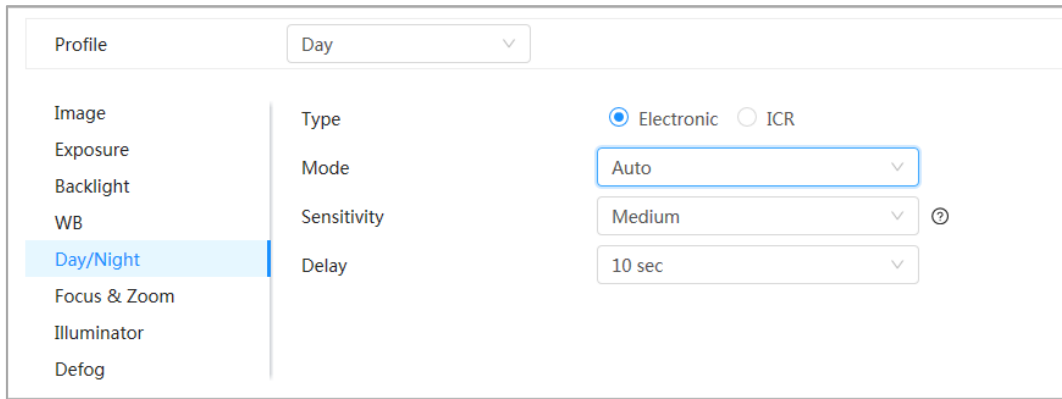 Profile Day
Image
Exposure
Backlight
WB
Day/Night
Focus & Zoom
Illuminator
Defog
Type Electronic ICR
Mode Auto
Sensitivity Medium ?
Delay 10 sec